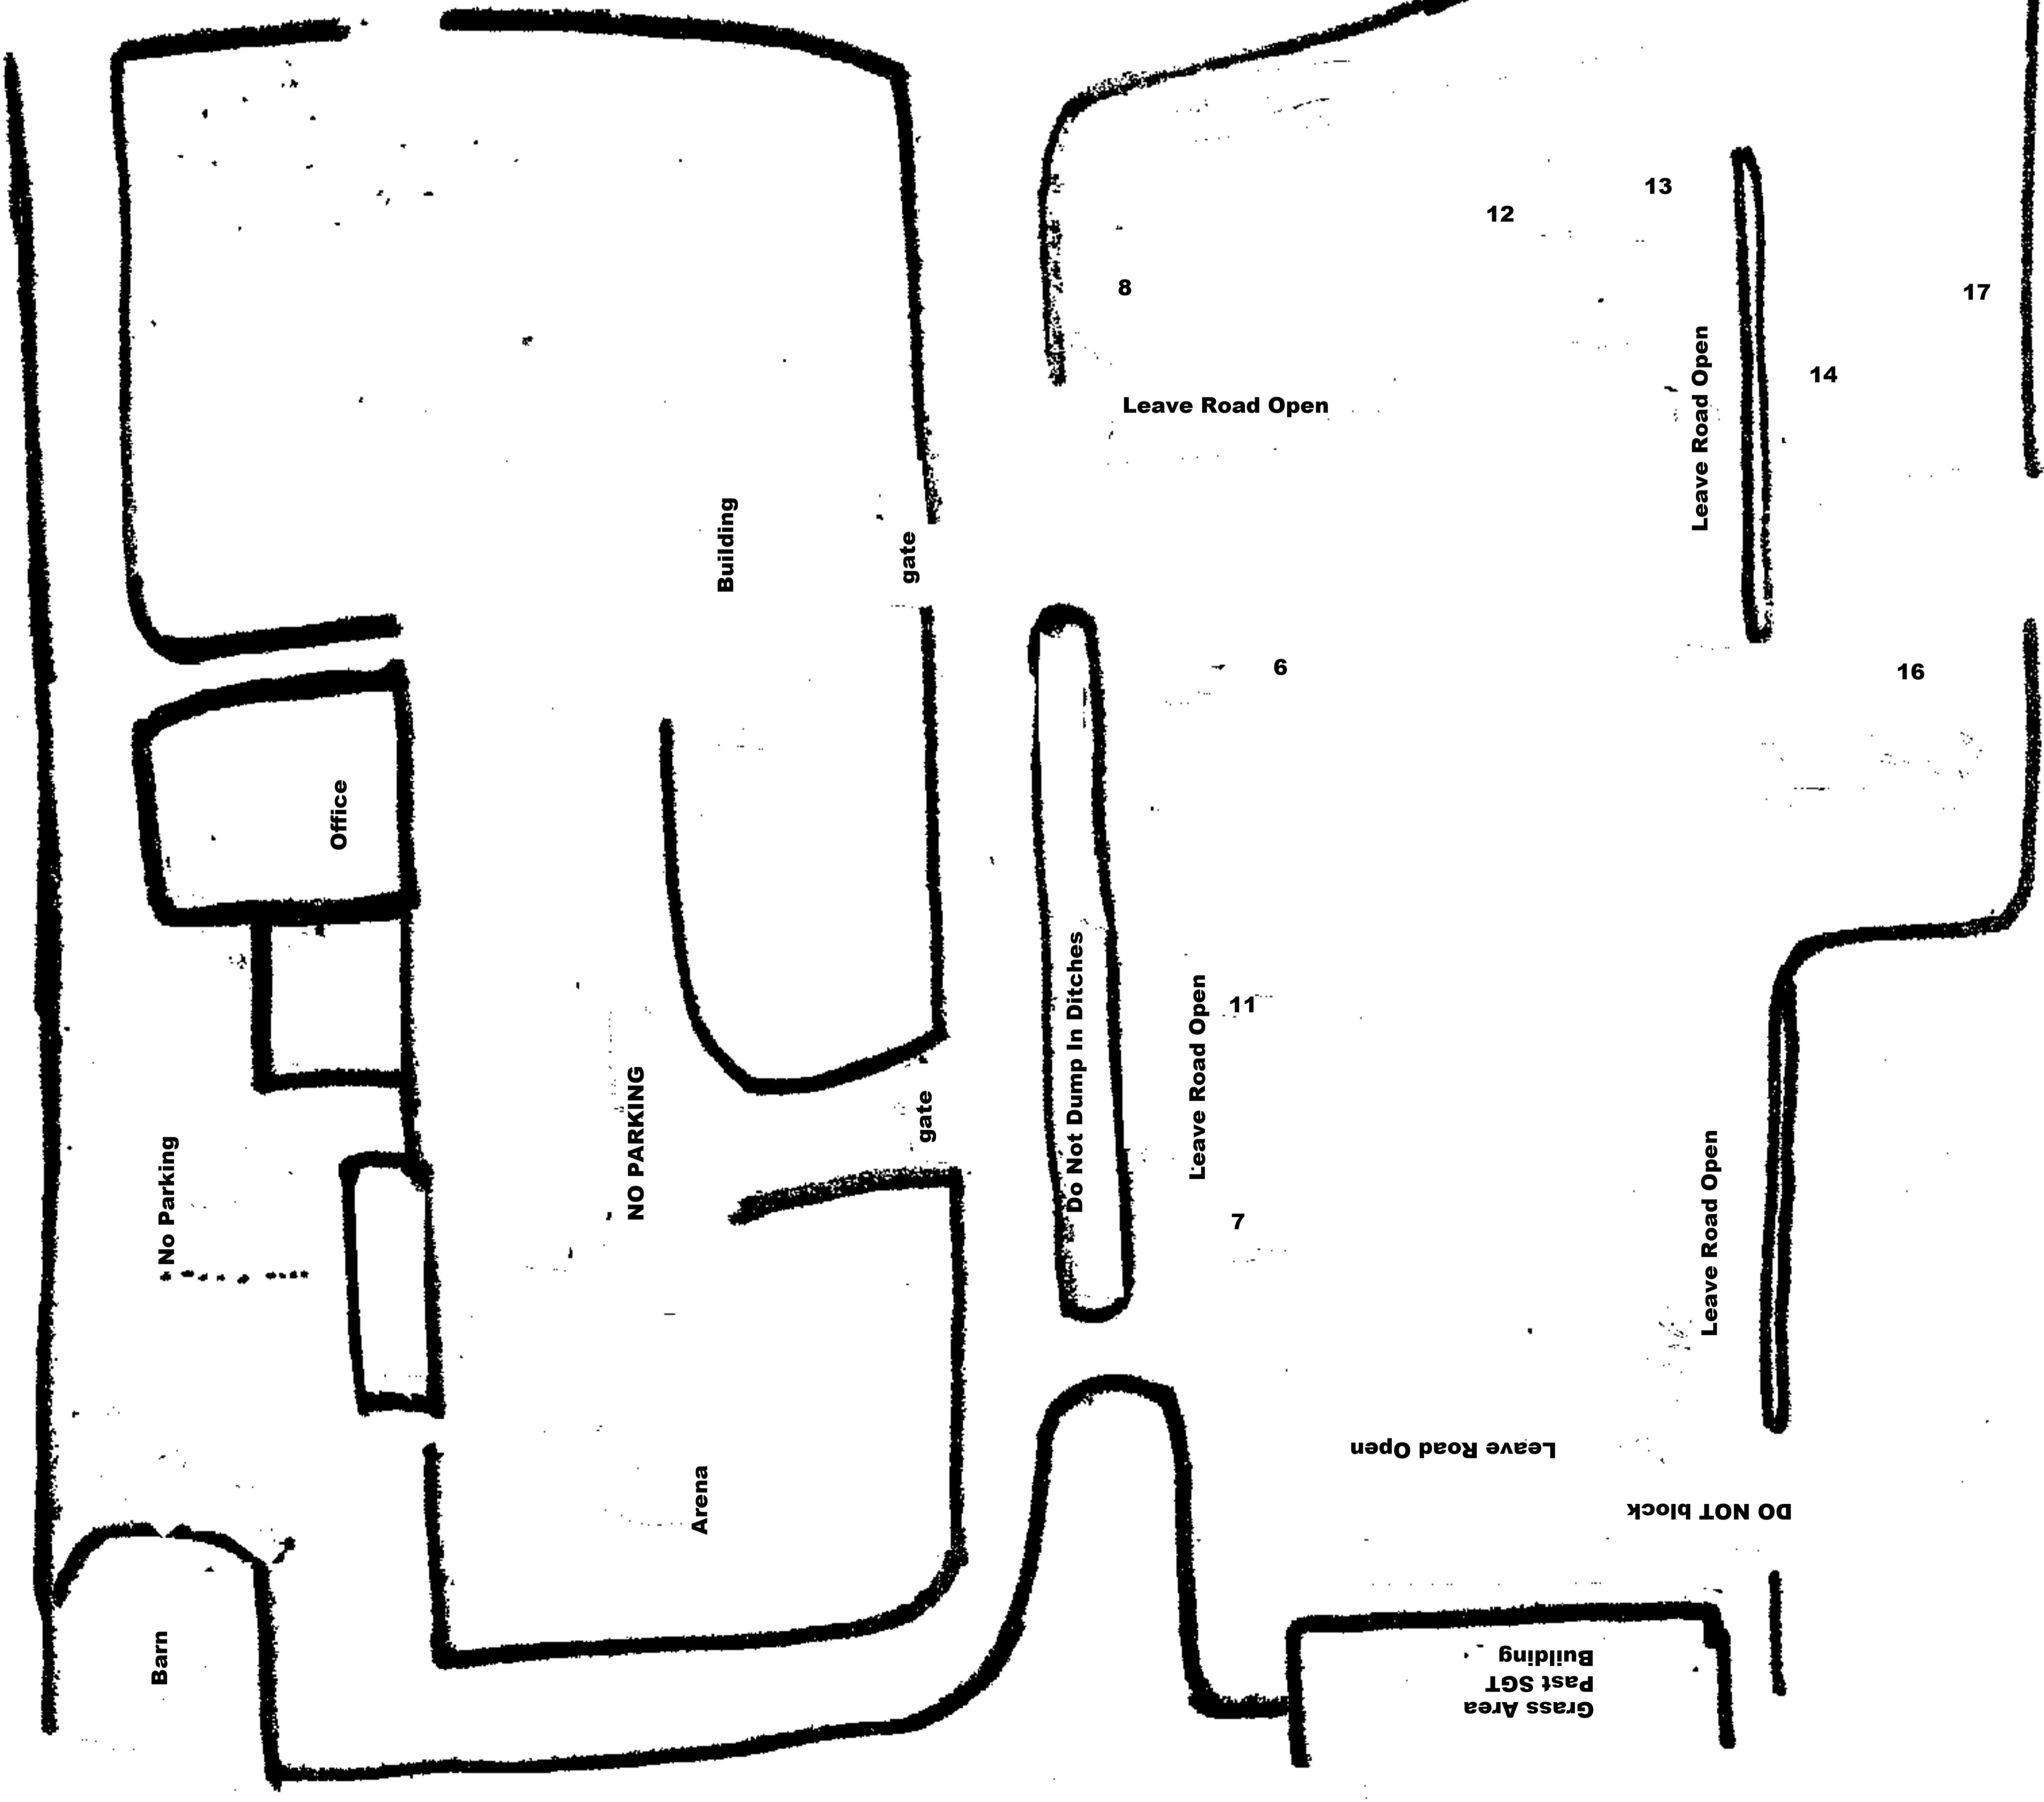 13
12
17
8
14
Leave Road Open
Leave Road Open
Building
gate
6
16
Office
Do Not Dump In Ditches
Leave Road Open
11
NO PARKING
gate
No Parking
7
Leave Road Open
Leave Road Open
Arena
DO NOT block
Barn
Grass Area
Past SGT
Building